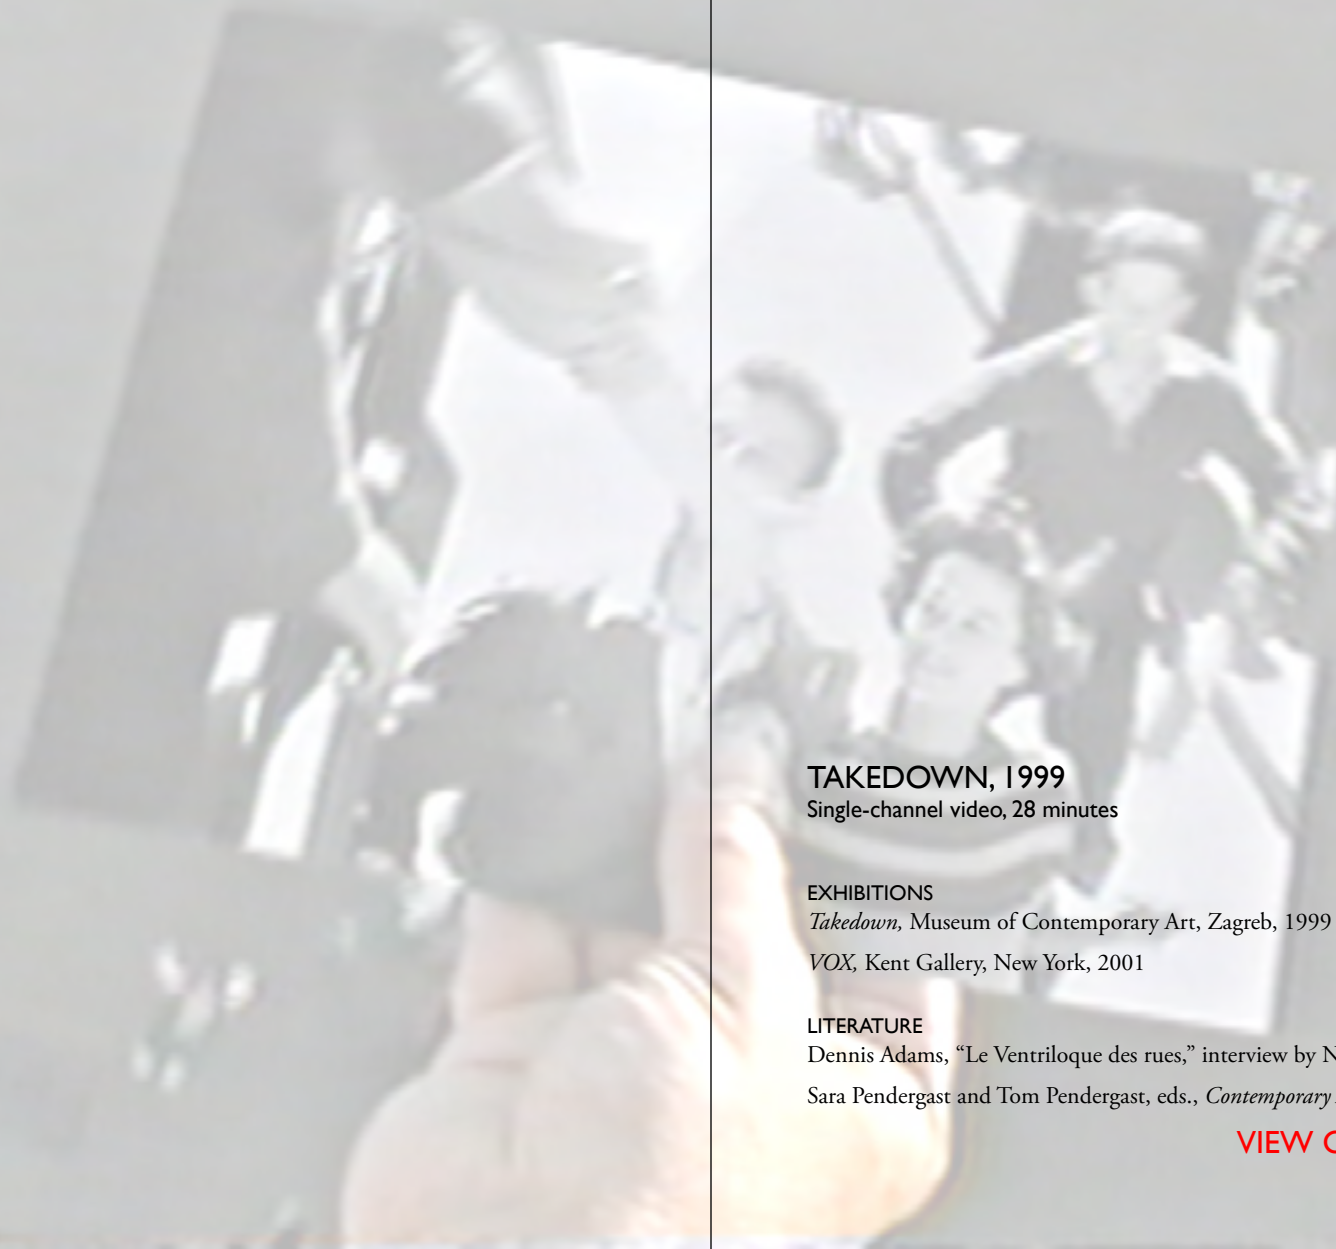 TAKEDOWN, 1999
Single-channel video, 28 minutes
EXHIBITIONS
Takedown, Museum of Contemporary Art, Zagreb, 1999
VOX, Kent Gallery, New York, 2001
LITERATURE
Dennis Adams, “Le Ventriloque des rues,” interview by
Sara Pendergast and Tom Pendergast, eds., Contemporary
VIEW